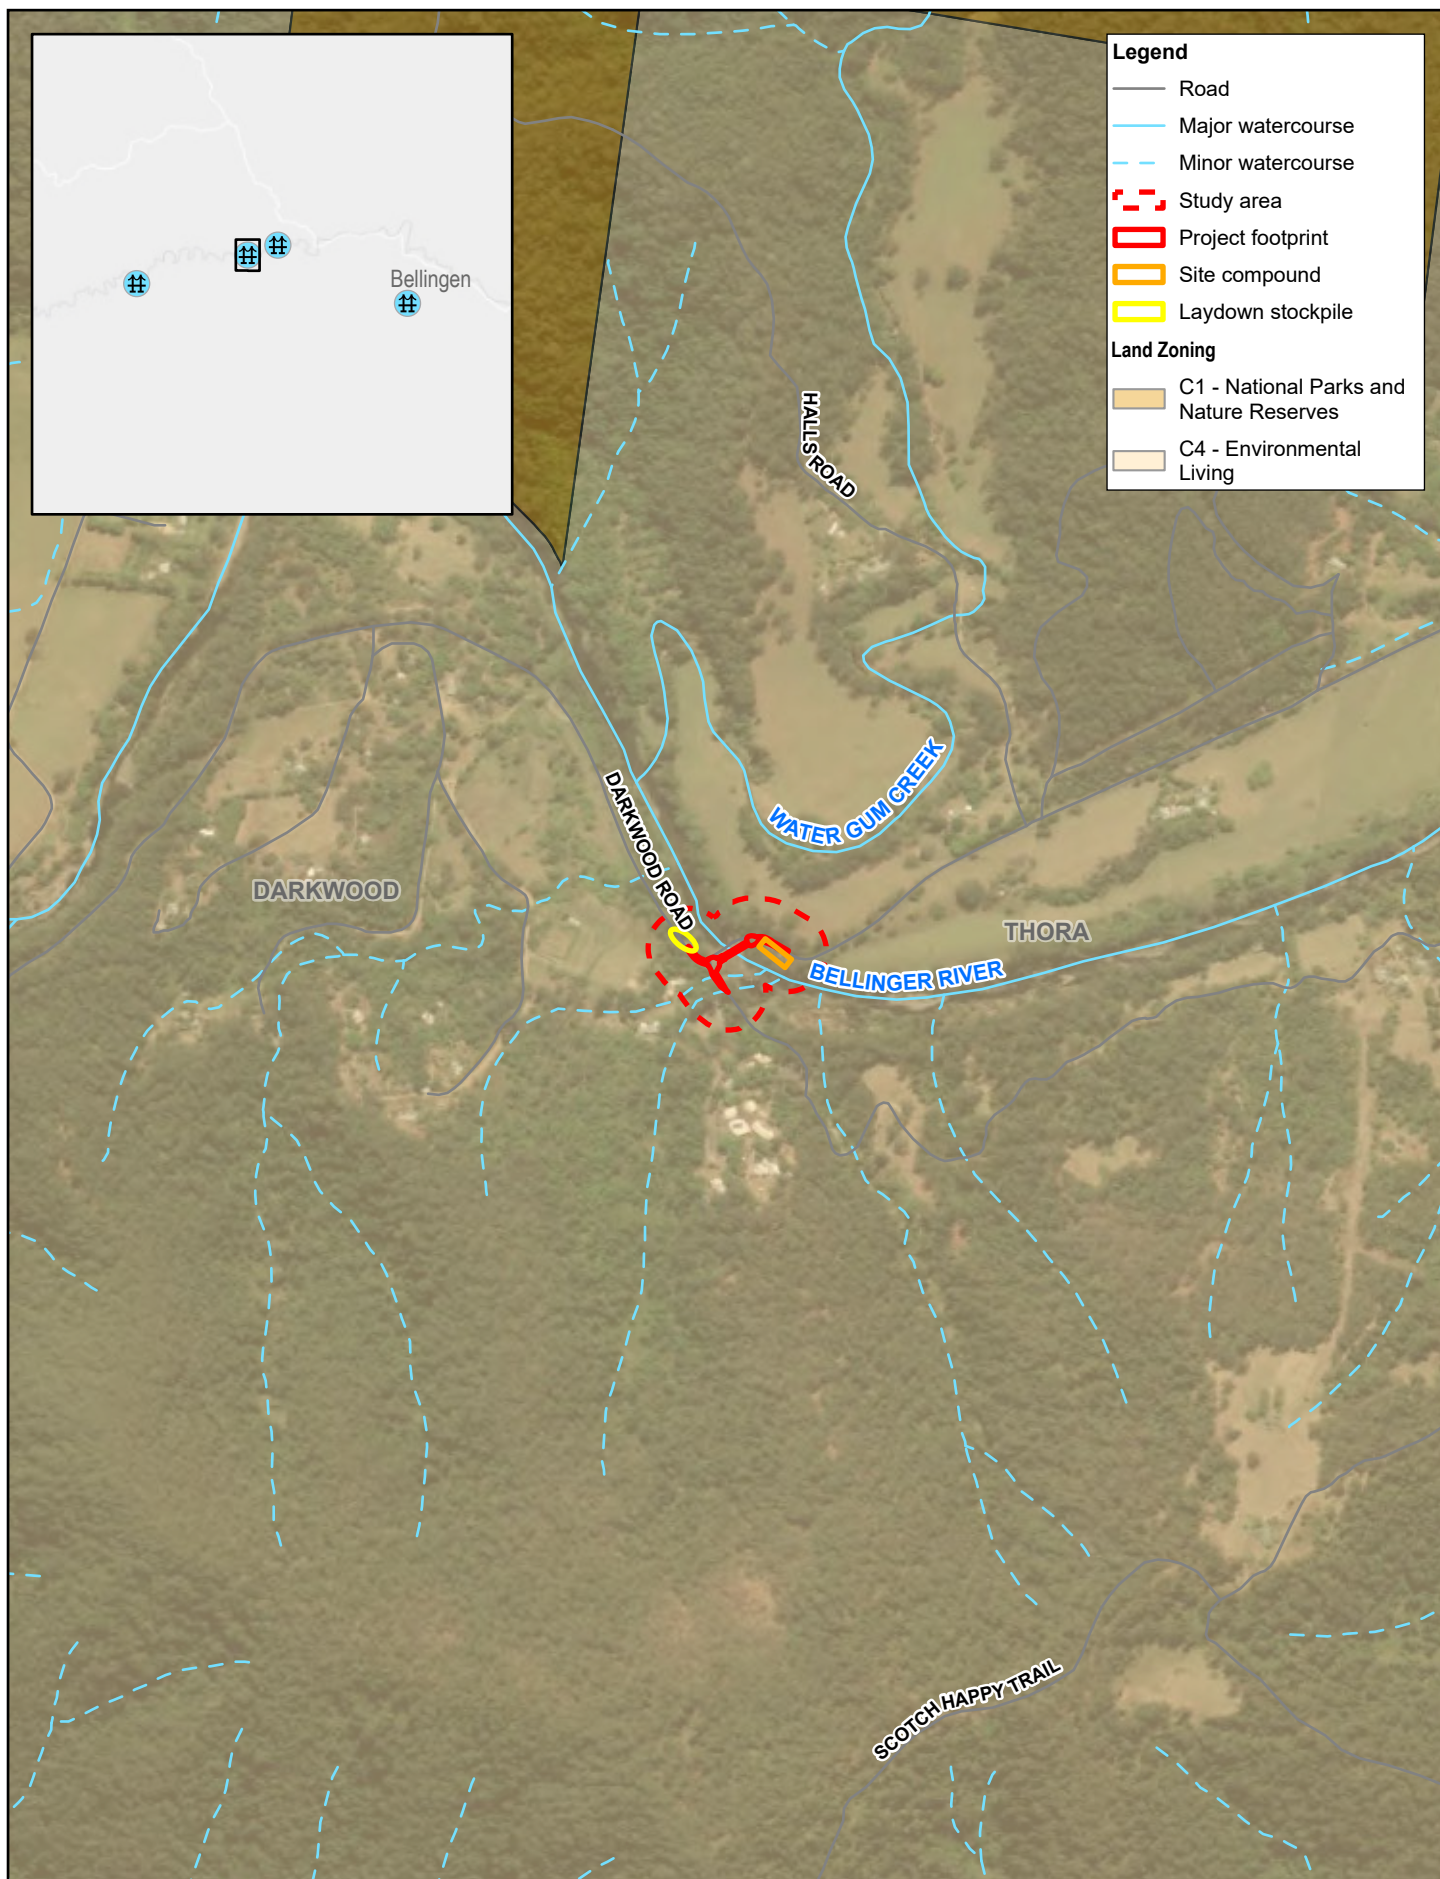 Bellingen
Legend
Road
Major watercourse
Minor watercourse
Study area
Project footprint
Site compound
Laydown stockpile
Land Zoning
C1 - National Parks and
Nature Reserves
C4 - Environmental
Living
HALLS ROAD
WATER GUM CREEK
DARKWOOD ROAD
DARKWOOD
THORA
BELLINGER RIVER
SCOTCH HAPPY TRAIL